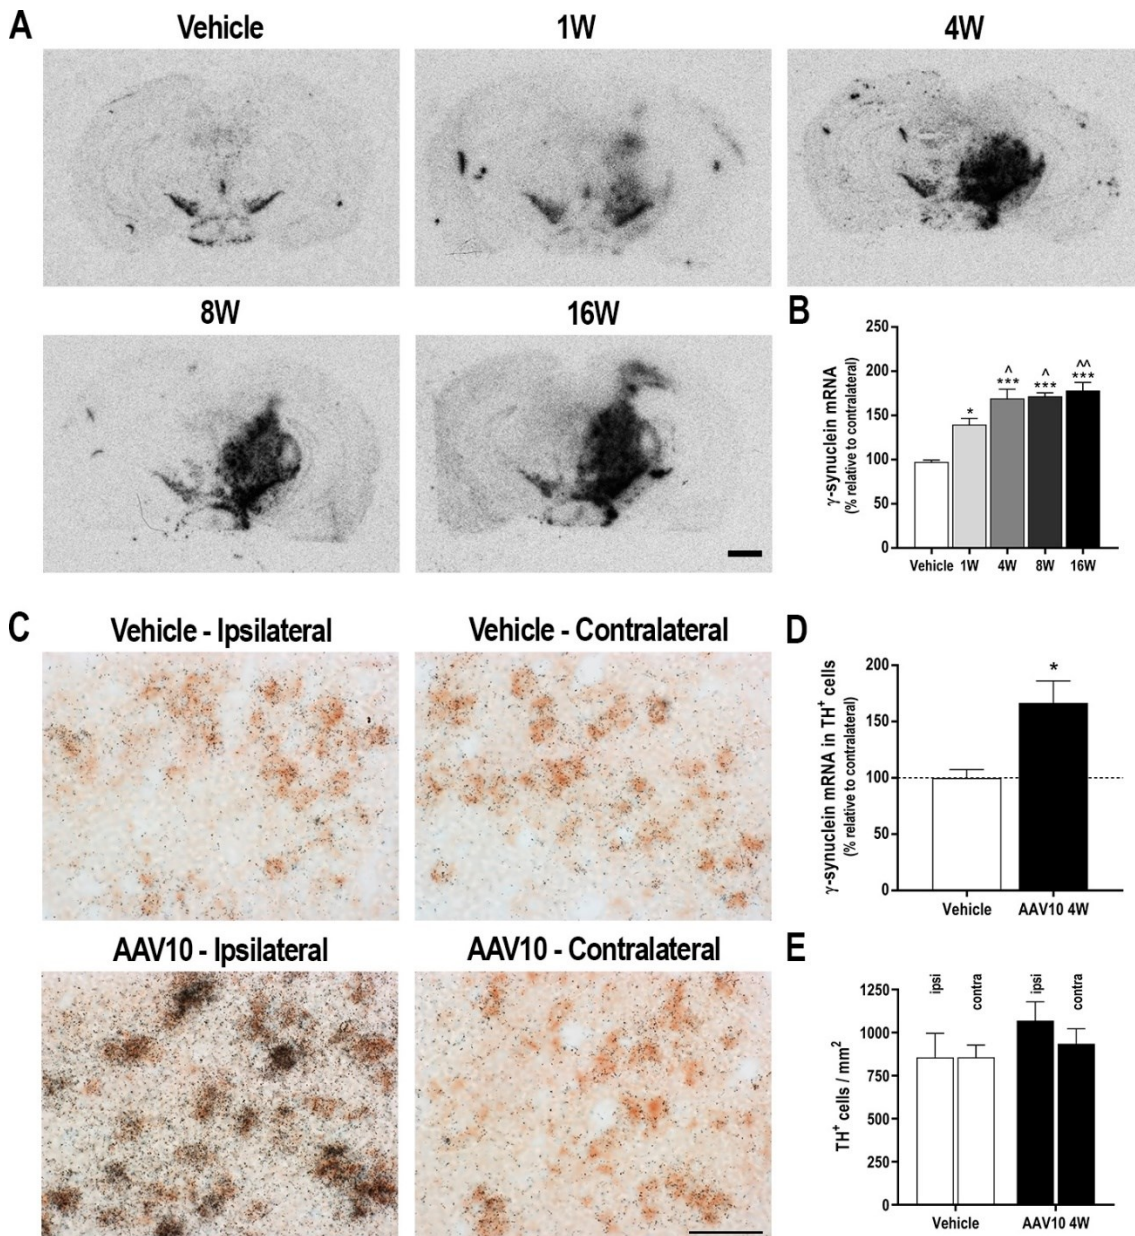 A
Vehicle
1W
4W
8W
16W
B
γ-synuclein mRNA
(% relative to contralateral)
250
200
150
100
50
0
*
^
***
^
***
^^
***
Vehicle 1W 4W 8W 16W
C
Vehicle - Ipsilateral
Vehicle - Contralateral
AAV10 - Ipsilateral
AAV10 - Contralateral
D
γ-synuclein mRNA in TH⁺ cells
(% relative to contralateral)
200
150
100
50
0
*
Vehicle AAV10 4W
E
TH⁺ cells / mm²
1250
1000
750
500
250
0
ipsi
contra
ipsi
contra
Vehicle AAV10 4W